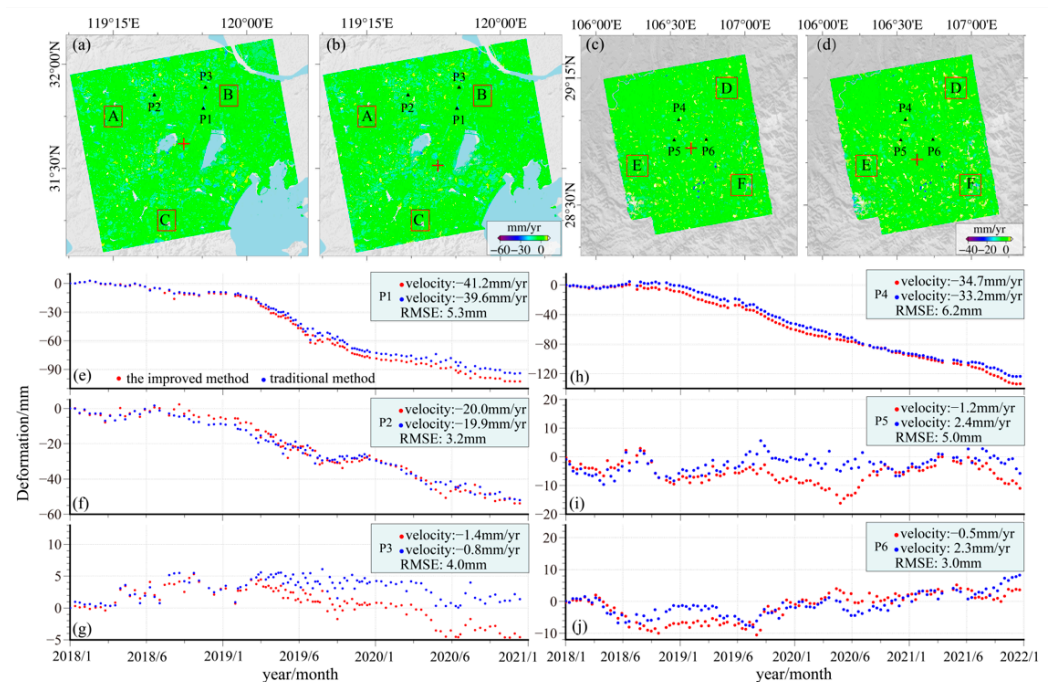 119°15'E 120°00'E 119°15'E 120°00'E 106°00'E 106°30'E 107°00'E 106°00'E 106°30'E 107°00'E
(a) (b) (c) (d)
32°00'N 31°30'N
29°15'N 28°30'N
P3 P2 B A P1 C
P3 P2 B A P1 C
D P4 P5 P6 E F
D P4 P5 P6 E F
mm/yr
−60−30 0
mm/yr
−40 −20 0
Deformation/mm
0
−30
−60
−90
P1
velocity:−41.2mm/yr
velocity:−39.6mm/yr
RMSE: 5.3mm
(e)
the improved method traditional method
0
−40
−80
−120
P4
velocity:−34.7mm/yr
velocity:−33.2mm/yr
RMSE: 6.2mm
(h)
0
−20
−40
−60
P2
velocity:−20.0mm/yr
velocity:−19.9mm/yr
RMSE: 3.2mm
(f)
20
10
0
−10
−20
P5
velocity:−1.2mm/yr
velocity: 2.4mm/yr
RMSE: 5.0mm
(i)
10
5
0
−5
P3
velocity:−1.4mm/yr
velocity:−0.8mm/yr
RMSE: 4.0mm
(g)
20
10
0
−10
P6
velocity:−0.5mm/yr
velocity: 2.3mm/yr
RMSE: 3.0mm
(j)
2018/1 2018/6 2019/1 2019/6 2020/1 2020/6 2021/1
year/month
2018/1 2018/6 2019/1 2019/6 2020/1 2020/6 2021/1 2021/6 2022/1
year/month